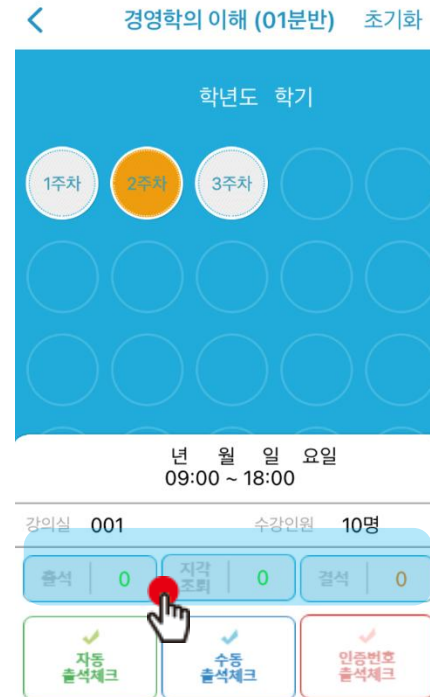 경영학의 이해 (01분반) 초기화
학년도 학기
1주차 2주차 3주차
년 월 일 요일
09:00 ~ 18:00
강의실 001 수강인원 10명
출석 0 지각 0 결석 0
조퇴
자동 수동 인증번호
출석체크 출석체크 출석체크